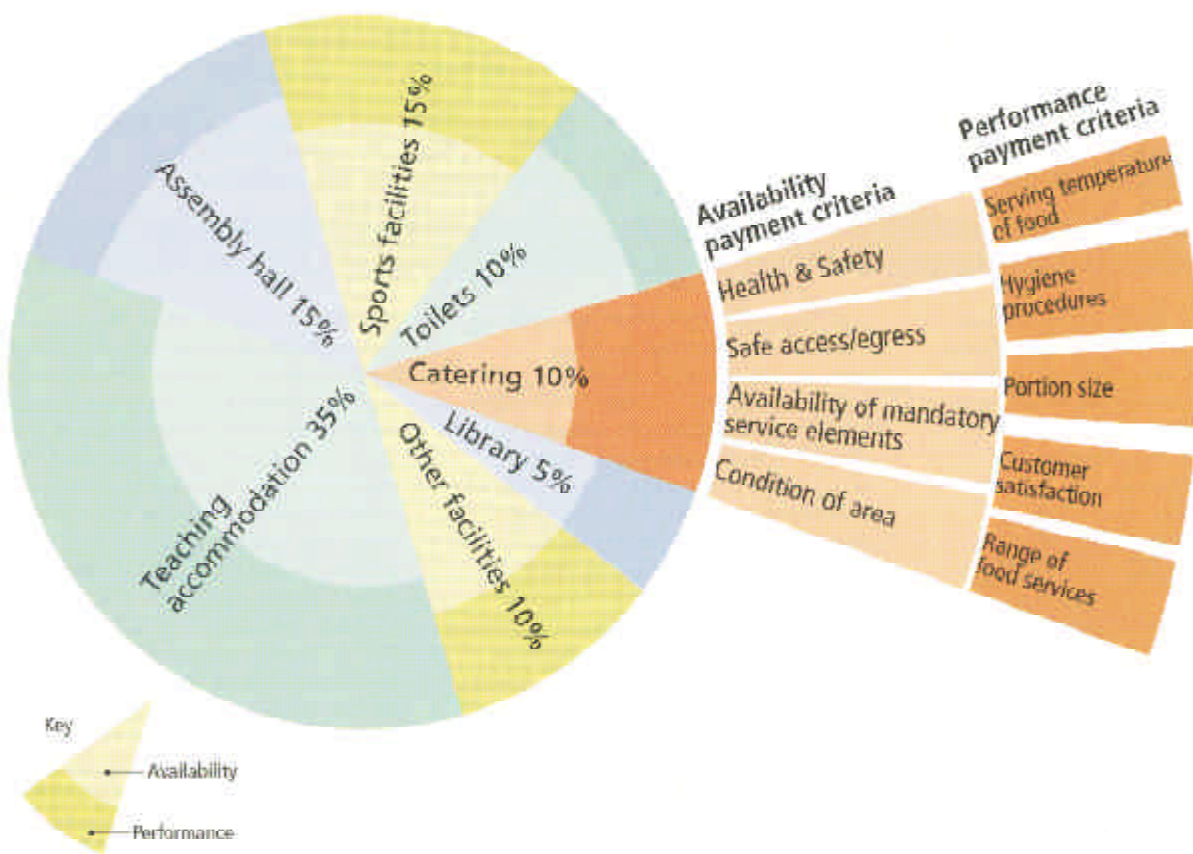 Assembly hall 15%
Sports facilities 15%
Toilets 10%
Catering 10%
Library 5%
Other facilities 10%
Teaching
accommodation 35%
Availability
payment criteria
Health & Safety
Safe access/egress
Availability of mandatory
service elements
Condition of area
Performance
payment criteria
Serving temperature
of food
Hygiene
procedures
Portion size
Customer
satisfaction
Range of
food services
Key
Availability
Performance